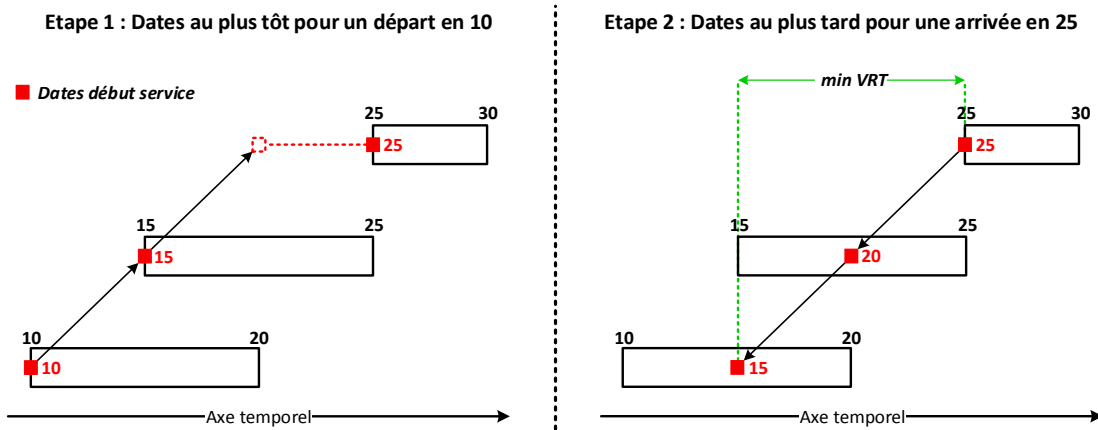 Etape 1 : Dates au plus tôt pour un départ en 10
Dates début service
25 30
25
15 25
15
10 20
10
Axe temporel
Etape 2 : Dates au plus tard pour une arrivée en 25
min VRT
25 30
25
15 25
20
10 20
15
Axe temporel